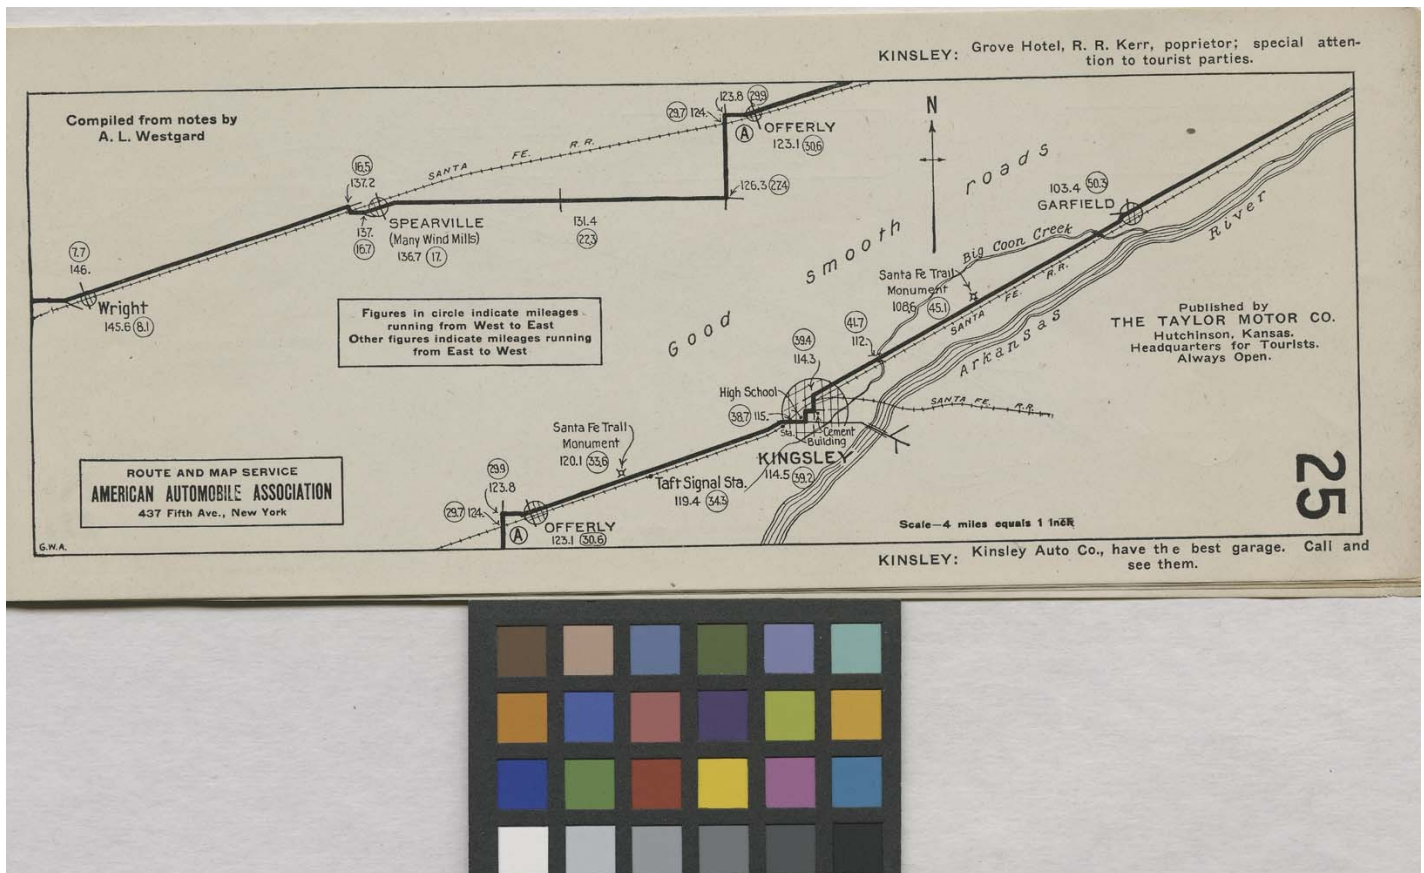 KINSLEY: Grove Hotel, R. R. Kerr, poprietor; special atten-
tion to tourist parties.
Compiled from notes by
A. L. Westgard
123.8 29.9
29.7 124.
A
OFFERLY
123.1 30.6
SANTA FE. R. R.
16.5
137.2
126.3 27.4
SPEARVILLE
(Many Wind Mills)
136.7 17.
137.
16.7
131.4
22.3
7.7
146.
Wright
145.6 8.1
Figures in circle indicate mileages
running from West to East
Other figures indicate mileages running
from East to West
N
Good smooth roads
103.4 50.3
GARFIELD
Big Coon Creek
Santa Fe Trail
Monument
108.6 45.1
SANTA FE. R.R.
Arkansas River
41.7
112.
39.4
114.3
Published by
THE TAYLOR MOTOR CO.
Hutchinson, Kansas.
Headquarters for Tourists.
Always Open.
High School
38.7 115.
Sta.
Cement
Building
KINGSLEY
114.5 39.2
SANTA FE. R.R.
Santa Fe Trail
Monument
120.1 33.6
Taft Signal Sta.
119.4 34.3
29.9
123.8
29.7 124.
A
OFFERLY
123.1 30.6
ROUTE AND MAP SERVICE
AMERICAN AUTOMOBILE ASSOCIATION
437 Fifth Ave., New York
G.W.A.
Scale—4 miles equals 1 Inch
25
KINSLEY: Kinsley Auto Co., have the best garage. Call and
see them.